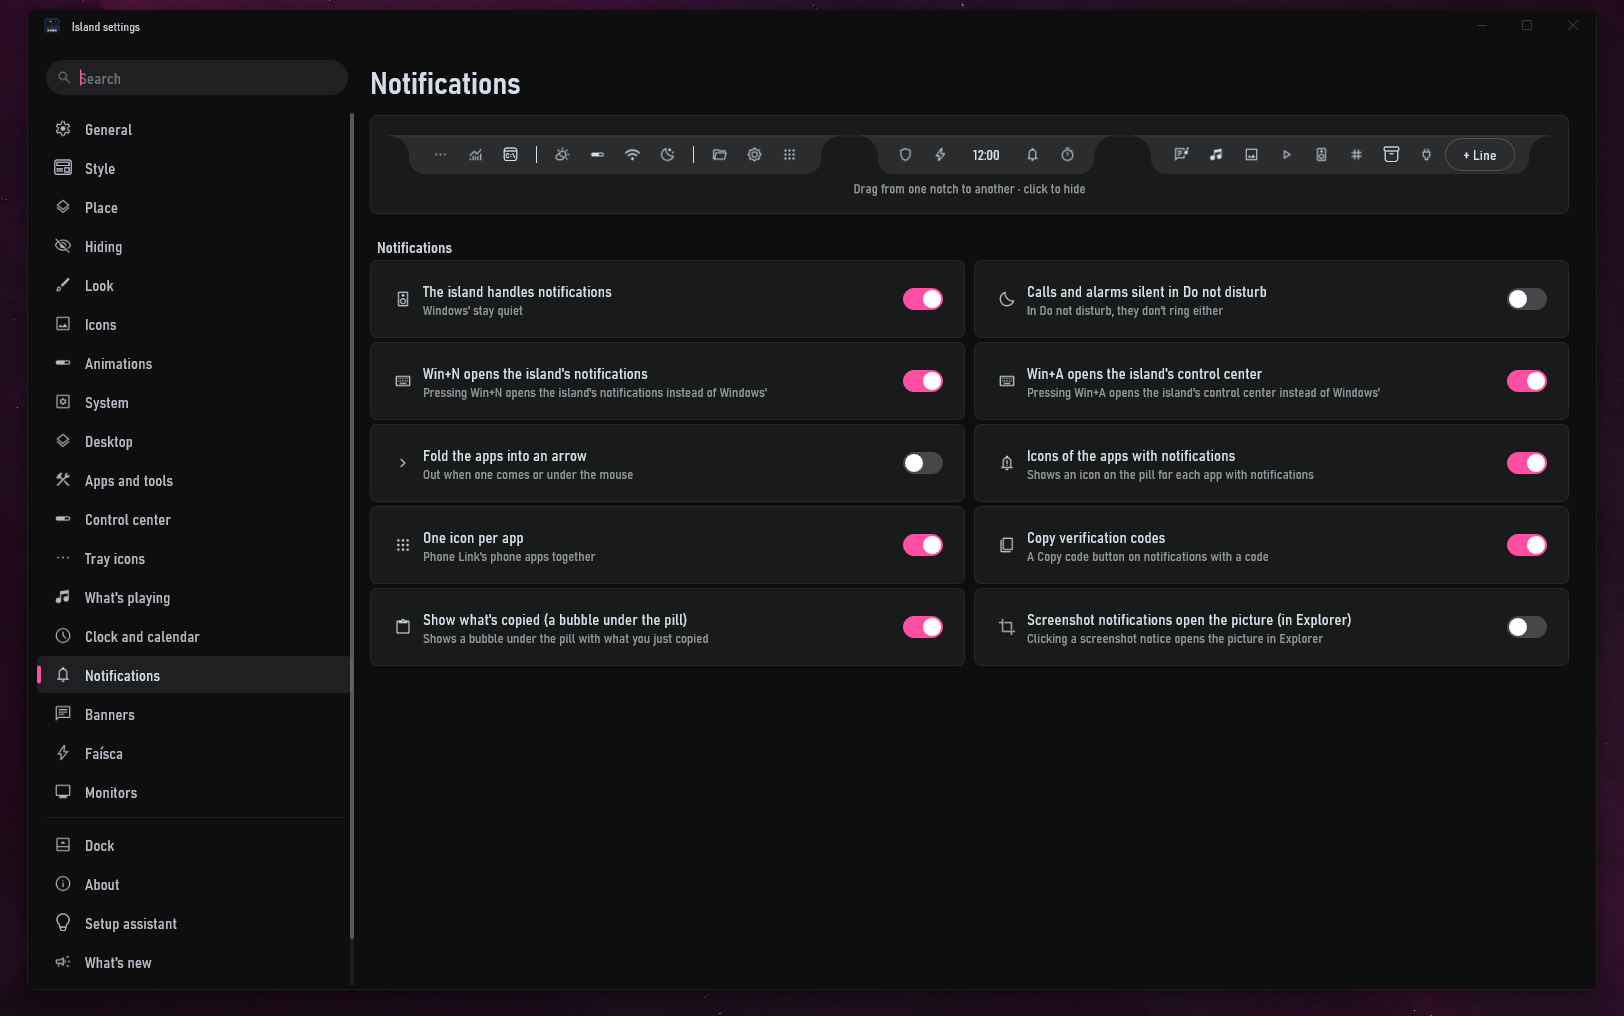 Island settings
Search
General
Style
Place
Hiding
Look
Icons
Animations
System
Desktop
Apps and tools
Control center
Tray icons
What's playing
Clock and calendar
Notifications
Banners
Faísca
Monitors
Dock
About
Setup assistant
What's new
Notifications
12:00
+ Line
Drag from one notch to another · click to hide
Notifications
The island handles notifications
Windows' stay quiet
Calls and alarms silent in Do not disturb
In Do not disturb, they don't ring either
Win+N opens the island's notifications
Pressing Win+N opens the island's notifications instead of Windows'
Win+A opens the island's control center
Pressing Win+A opens the island's control center instead of Windows'
Fold the apps into an arrow
Out when one comes or under the mouse
Icons of the apps with notifications
Shows an icon on the pill for each app with notifications
One icon per app
Phone Link's phone apps together
Copy verification codes
A Copy code button on notifications with a code
Show what's copied (a bubble under the pill)
Shows a bubble under the pill with what you just copied
Screenshot notifications open the picture (in Explorer)
Clicking a screenshot notice opens the picture in Explorer